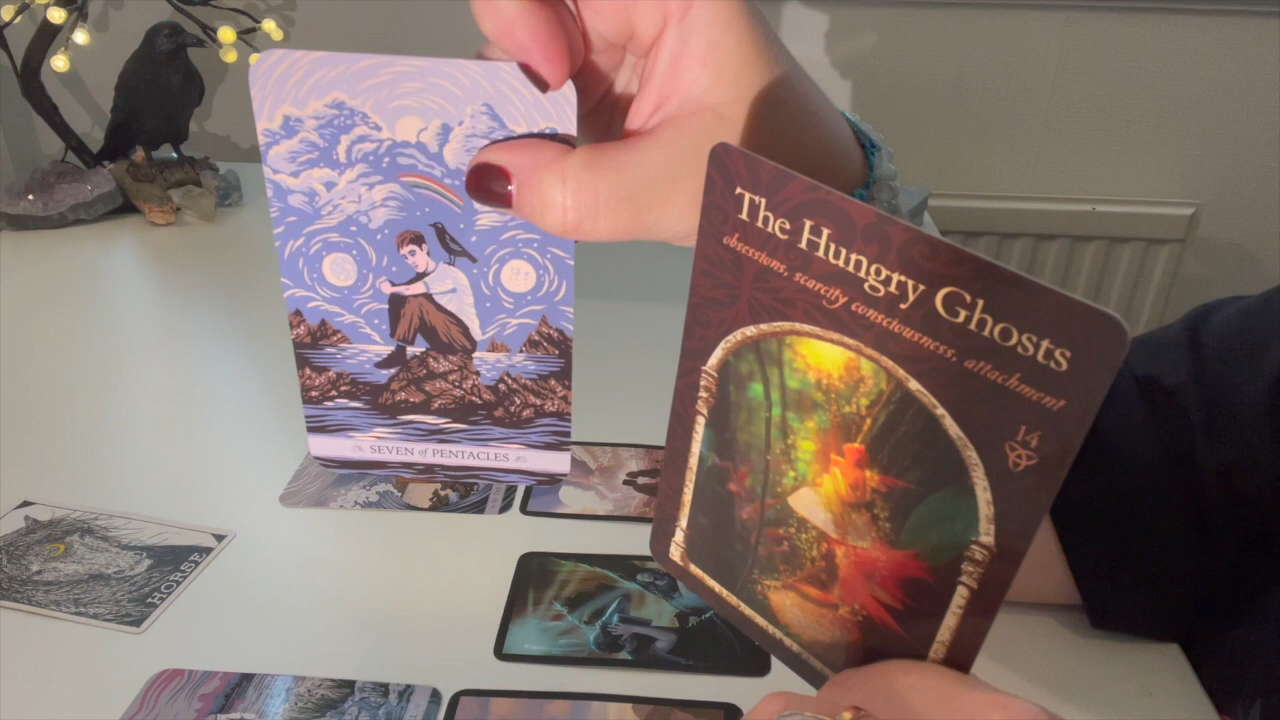 SEVEN of PENTACLES
The Hungry Ghosts
obsessions, scarcity consciousness, attachment
14
HORSE